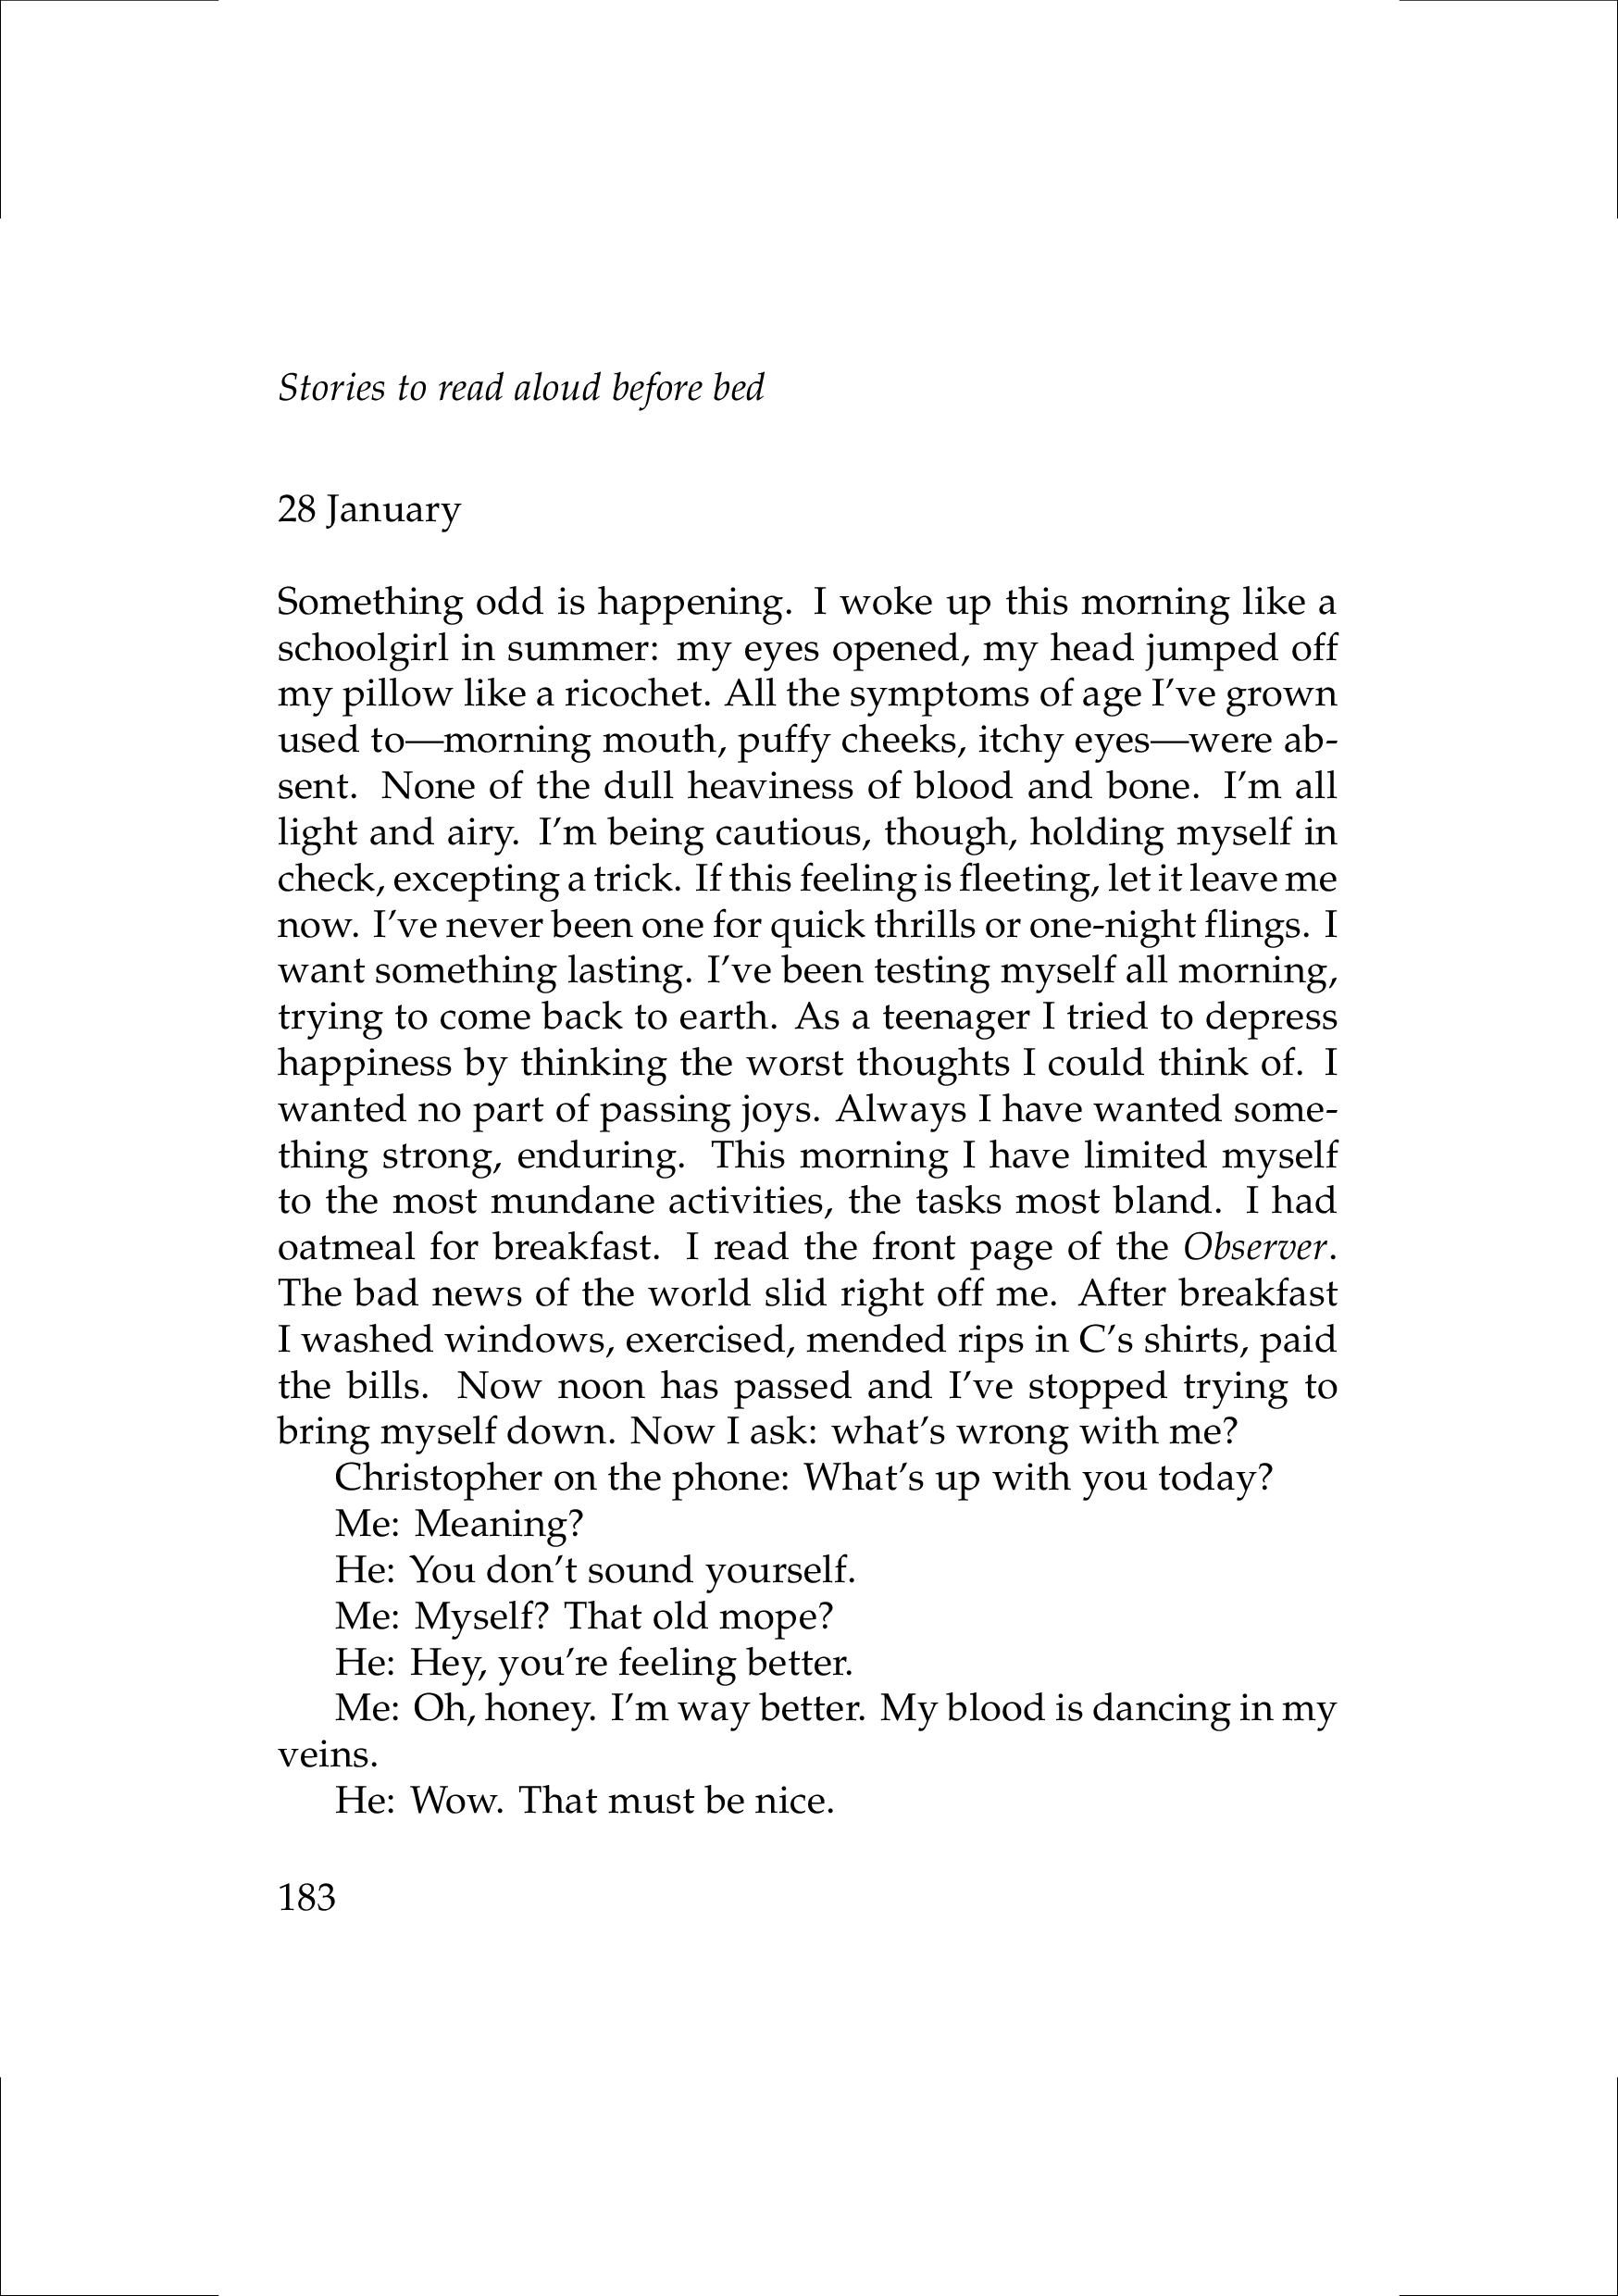 Stories to read aloud before bed
28 January
Something odd is happening. I woke up this morning like a
schoolgirl in summer: my eyes opened, my head jumped off
my pillow like a ricochet. All the symptoms of age I've grown
used to—morning mouth, puffy cheeks, itchy eyes—were ab-
sent. None of the dull heaviness of blood and bone. I'm all
light and airy. I'm being cautious, though, holding myself in
check, excepting a trick. If this feeling is fleeting, let it leave me
now. I've never been one for quick thrills or one-night flings. I
want something lasting. I've been testing myself all morning,
trying to come back to earth. As a teenager I tried to depress
happiness by thinking the worst thoughts I could think of. I
wanted no part of passing joys. Always I have wanted some-
thing strong, enduring. This morning I have limited myself
to the most mundane activities, the tasks most bland. I had
oatmeal for breakfast. I read the front page of the Observer.
The bad news of the world slid right off me. After breakfast
I washed windows, exercised, mended rips in C's shirts, paid
the bills. Now noon has passed and I've stopped trying to
bring myself down. Now I ask: what's wrong with me?
Christopher on the phone: What's up with you today?
Me: Meaning?
He: You don't sound yourself.
Me: Myself? That old mope?
He: Hey, you're feeling better.
Me: Oh, honey. I'm way better. My blood is dancing in my
veins.
He: Wow. That must be nice.
183